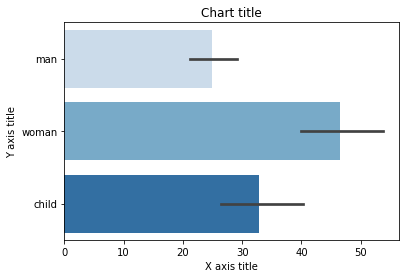 Chart title
Y axis title
man
woman
child
0 10 20 30 40 50
X axis title